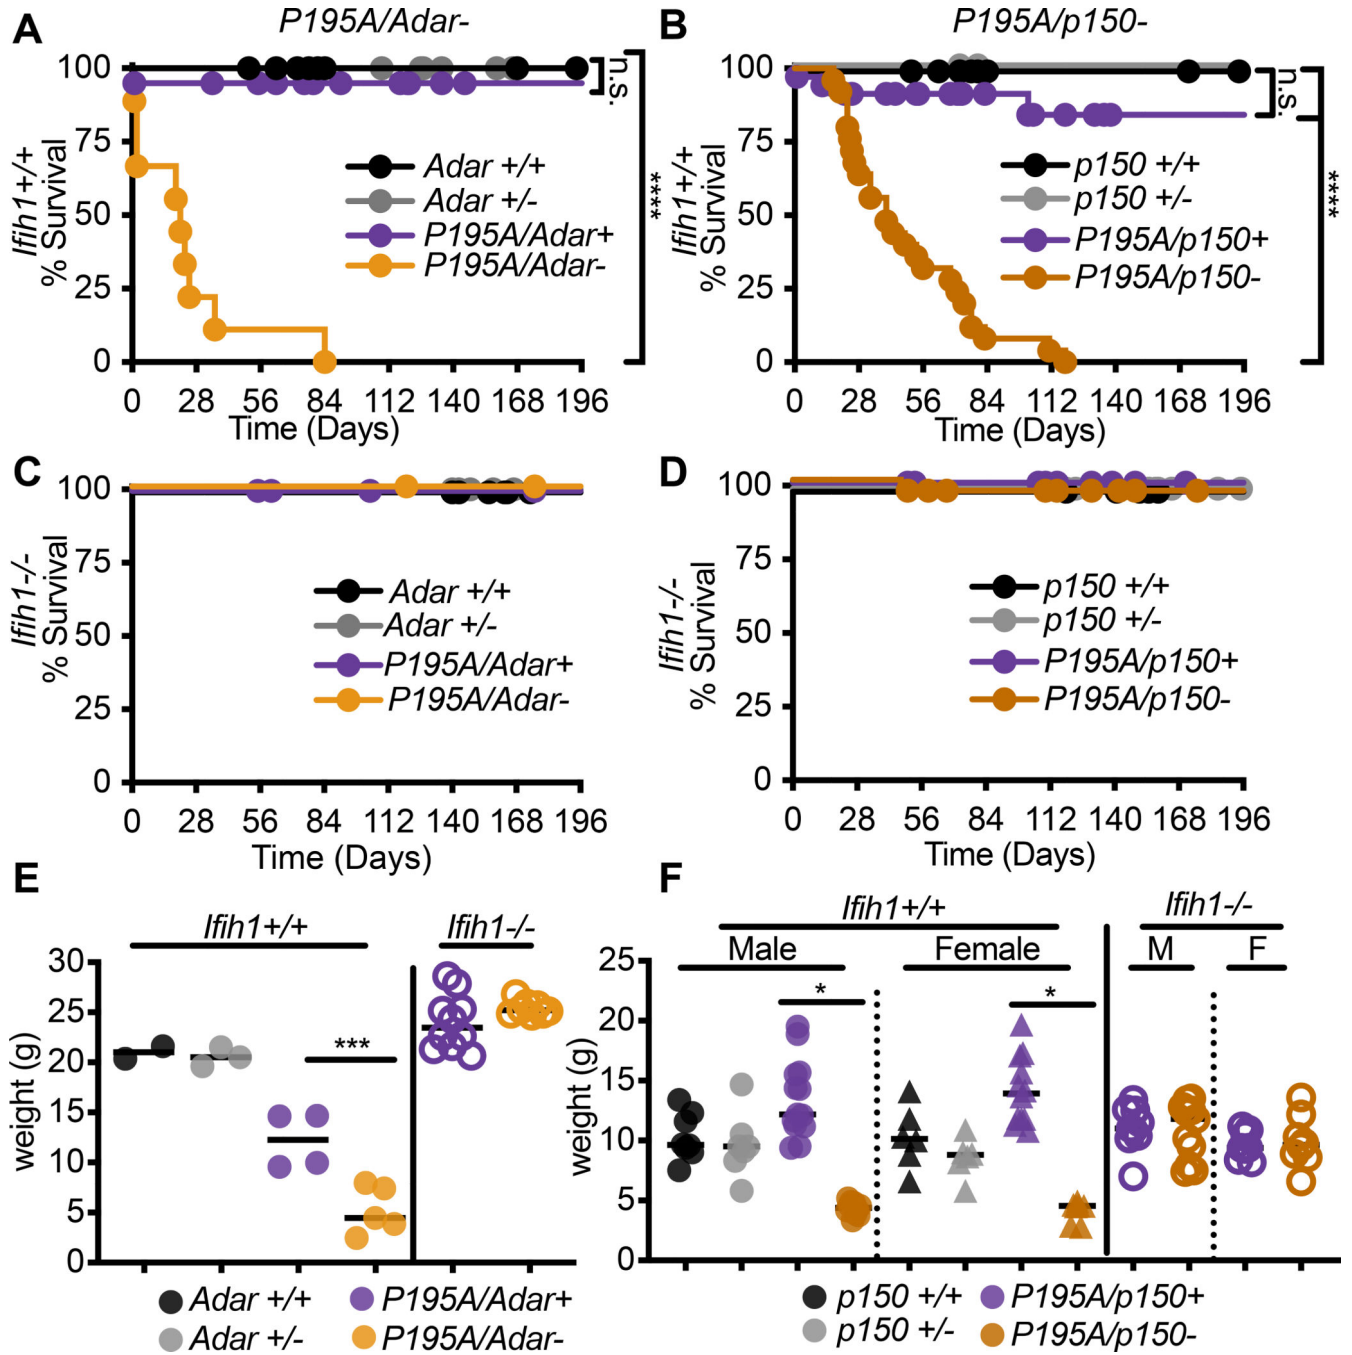 A
P195A/Adar-
Ifih1+/+
% Survival
100
75
50
25
0
0 28 56 84 112 140 168 196
Time (Days)
Adar +/+
Adar +/-
P195A/Adar+
P195A/Adar-
n.s.
****
B
P195A/p150-
Ifih1+/+
% Survival
100
75
50
25
0
0 28 56 84 112 140 168 196
Time (Days)
p150 +/+
p150 +/-
P195A/p150+
P195A/p150-
n.s.
****
C
Ifih1-/-
% Survival
100
75
50
25
0
0 28 56 84 112 140 168 196
Time (Days)
Adar +/+
Adar +/-
P195A/Adar+
P195A/Adar-
D
Ifih1-/-
% Survival
100
75
50
25
0
0 28 56 84 112 140 168 196
Time (Days)
p150 +/+
p150 +/-
P195A/p150+
P195A/p150-
E
Ifih1+/+
Ifih1-/-
weight (g)
30
25
20
15
10
5
0
***
Adar +/+
Adar +/-
P195A/Adar+
P195A/Adar-
F
Ifih1+/+
Ifih1-/-
Male
Female
M
F
weight (g)
25
20
15
10
5
0
*
*
p150 +/+
p150 +/-
P195A/p150+
P195A/p150-